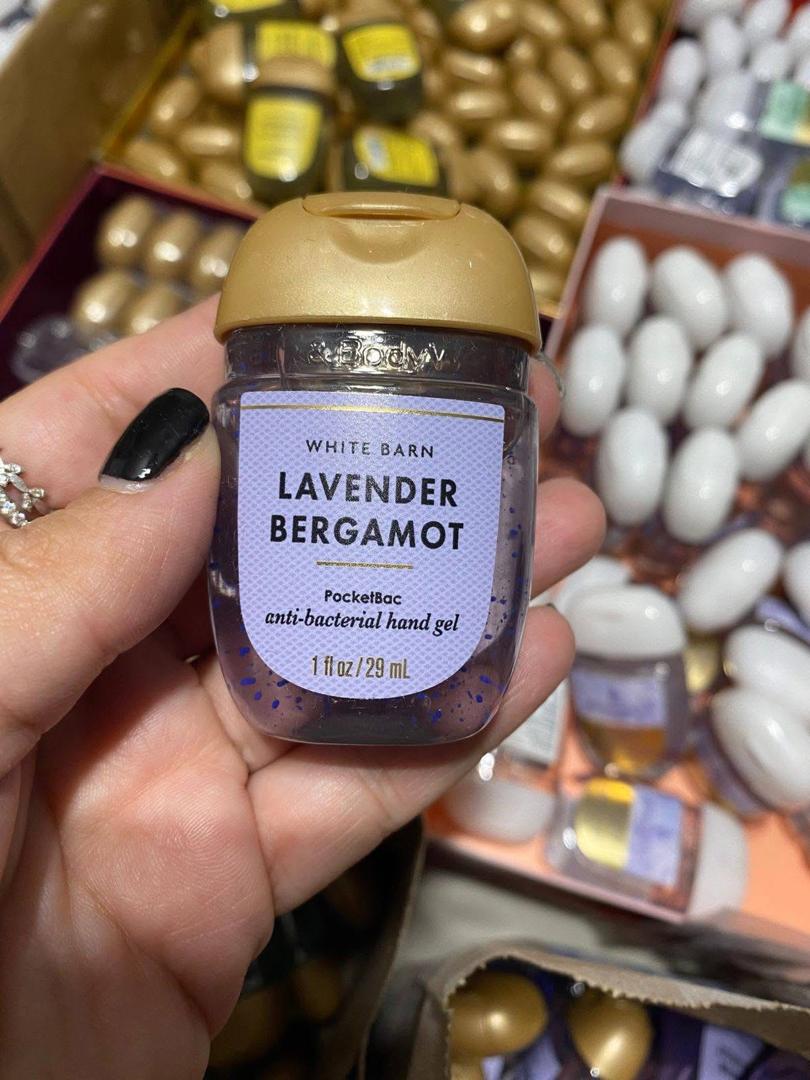 & Body
WHITE BARN
LAVENDER
BERGAMOT
PocketBac
anti-bacterial hand gel
1 fl oz / 29 mL